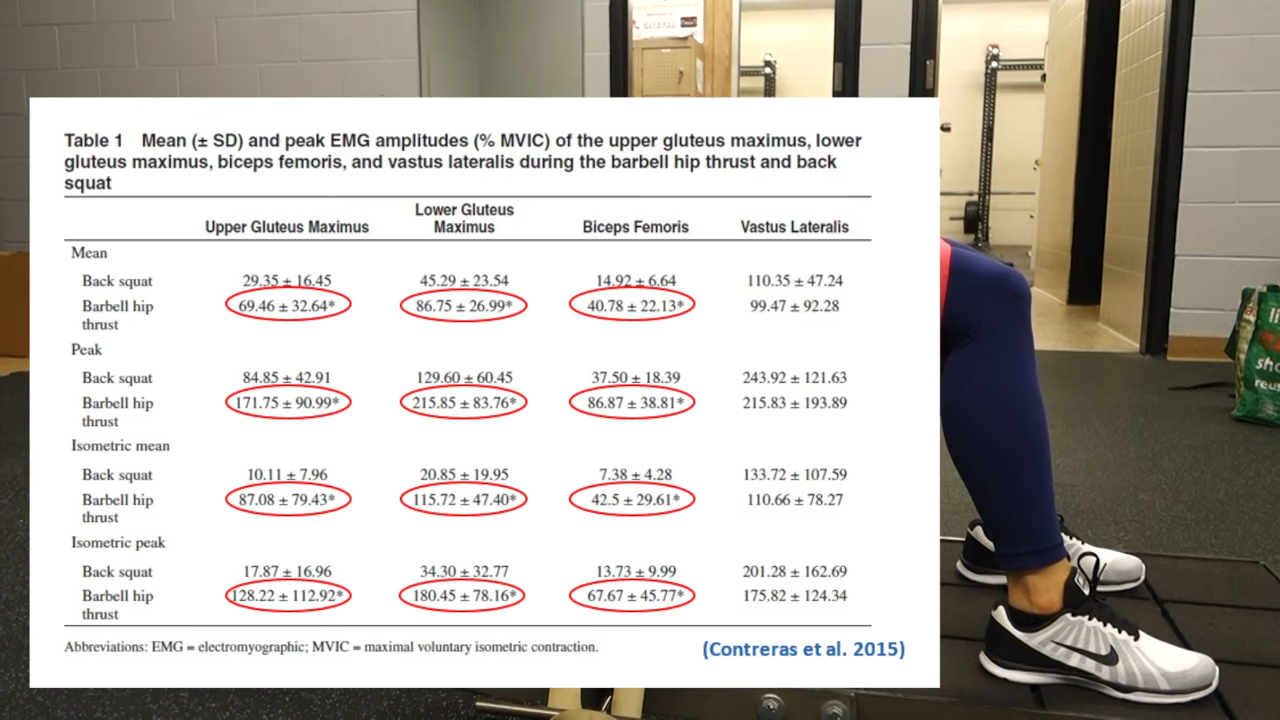 Table 1 Mean (± SD) and peak EMG amplitudes (% MVIC) of the upper gluteus maximus, lower
gluteus maximus, biceps femoris, and vastus lateralis during the barbell hip thrust and back
squat
Upper Gluteus Maximus Lower Gluteus Maximus Biceps Femoris Vastus Lateralis
Mean
Back squat 29.35 ± 16.45 45.29 ± 23.54 14.92 ± 6.64 110.35 ± 47.24
Barbell hip thrust 69.46 ± 32.64* 86.75 ± 26.99* 40.78 ± 22.13* 99.47 ± 92.28
Peak
Back squat 84.85 ± 42.91 129.60 ± 60.45 37.50 ± 18.39 243.92 ± 121.63
Barbell hip thrust 171.75 ± 90.99* 215.85 ± 83.76* 86.87 ± 38.81* 215.83 ± 193.89
Isometric mean
Back squat 10.11 ± 7.96 20.85 ± 19.95 7.38 ± 4.28 133.72 ± 107.59
Barbell hip thrust 87.08 ± 79.43* 115.72 ± 47.40* 42.5 ± 29.61* 110.66 ± 78.27
Isometric peak
Back squat 17.87 ± 16.96 34.30 ± 32.77 13.73 ± 9.99 201.28 ± 162.69
Barbell hip thrust 128.22 ± 112.92* 180.45 ± 78.16* 67.67 ± 45.77* 175.82 ± 124.34
Abbreviations: EMG = electromyographic; MVIC = maximal voluntary isometric contraction.
(Contreras et al. 2015)